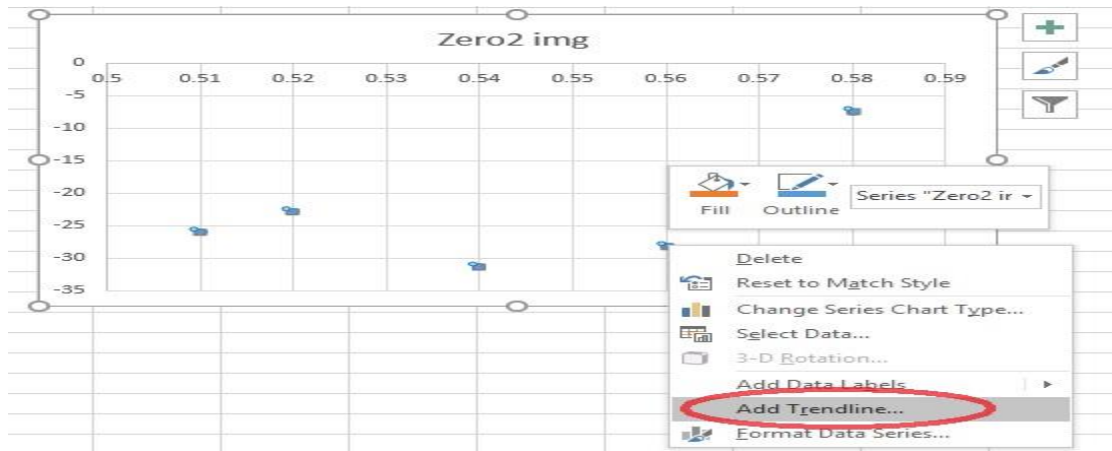 Zero2 img
0
0.5 0.51 0.52 0.53 0.54 0.55 0.56 0.57 0.58 0.59
-5
-10
-15
-20
-25
-30
-35
Fill Outline Series "Zero2 ir
Delete
Reset to Match Style
Change Series Chart Type...
Select Data...
3-D Rotation...
Add Data Labels
Add Trendline...
Format Data Series...